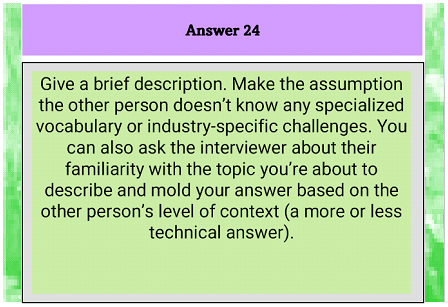 Answer 24
Give a brief description. Make the assumption
the other person doesn't know any specialized
vocabulary or industry-specific challenges. You
can also ask the interviewer about their
familiarity with the topic you're about to
describe and mold your answer based on the
other person's level of context (a more or less
technical answer).